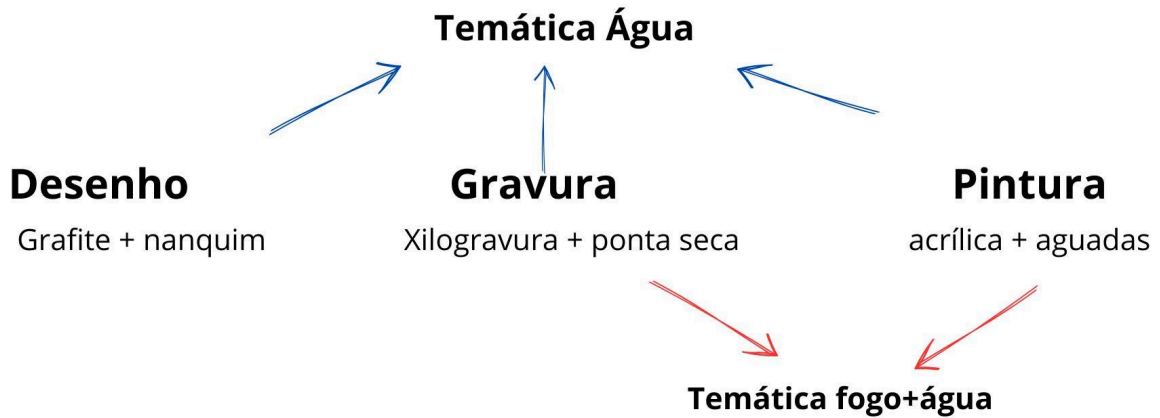 Temática Água
Desenho
Gravura
Pintura
Grafite + nanquim
Xilogravura + ponta seca
acrílica + aguadas
Temática fogo+água